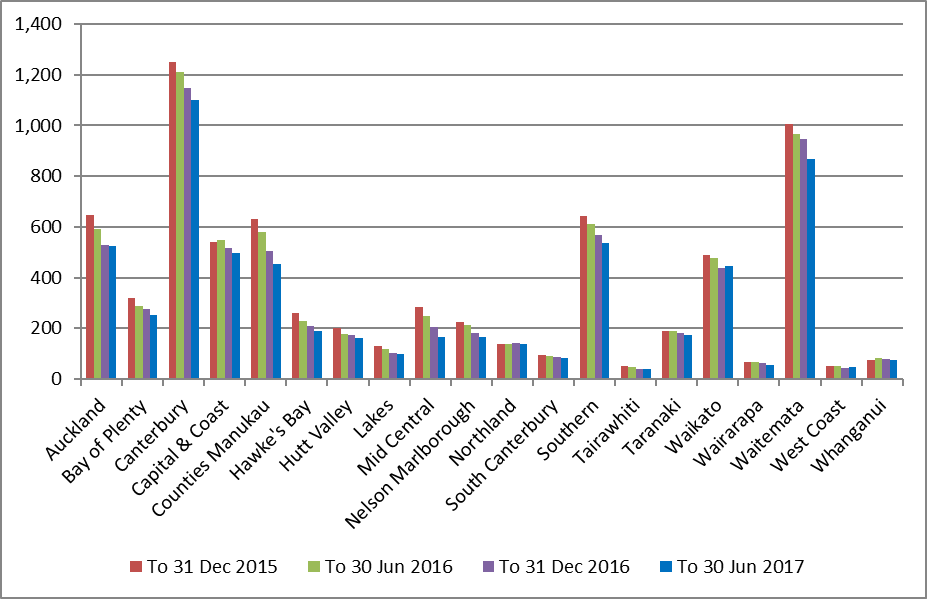 1,400
1,200
1,000
800
600
400
200
0
Auckland
Bay of Plenty
Canterbury
Capital & Coast
Counties Manukau
Hawke's Bay
Hutt Valley
Lakes
Mid Central
Nelson Marlborough
Northland
South Canterbury
Southern
Tairawhiti
Taranaki
Waikato
Wairarapa
Waitemata
West Coast
Whanganui
To 31 Dec 2015 To 30 Jun 2016 To 31 Dec 2016 To 30 Jun 2017